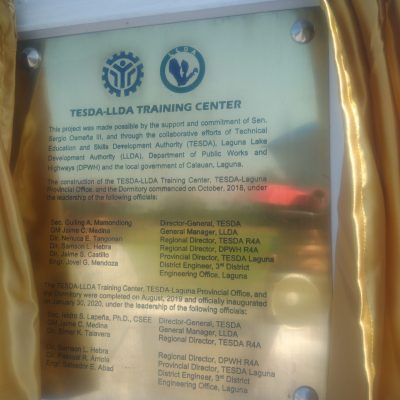 LLDA
TESDA-LLDA TRAINING CENTER
This project was made possible by the support and commitment of Sen.
Sergio Osmeña III, and through the collaborative efforts of Technical
Education and Skills Development Authority (TESDA), Laguna Lake
Development Authority (LLDA), Department of Public Works and
Highways (DPWH) and the local government of Calauan, Laguna.
The construction of the TESDA-LLDA Training Center, TESDA-Laguna
Provincial Office, and the Dormitory commenced on October, 2018, under
the leadership of the following officials:
Sec. Guiling A. Mamondiong Director-General, TESDA
GM Jaime C. Medina General Manager, LLDA
Dir. Neruca E. Tangonan Regional Director, TESDA R4A
Dir. Samson L. Hebra Regional Director, DPWH R4A
Dir. Jaime S. Castillo Provincial Director, TESDA Laguna
Engr. Jovel G. Mendoza District Engineer, 3rd District
Engineering Office, Laguna
The TESDA-LLDA Training Center, TESDA-Laguna Provincial Office, and
the Dormitory were completed on August, 2019 and officially inaugurated
on January 30, 2020, under the leadership of the following officials:
Sec. Isidro S. Lapeña, Ph.D., CSEE Director-General, TESDA
GM Jaime C. Medina General Manager, LLDA
Dir. Elmer K. Talavera Regional Director, TESDA R4A
Dir. Samson L. Hebra Regional Director, DPWH R4A
Dir. Pascual R. Arriola Provincial Director, TESDA Laguna
Engr. Salvador E. Abad District Engineer, 3rd District
Engineering Office, Laguna